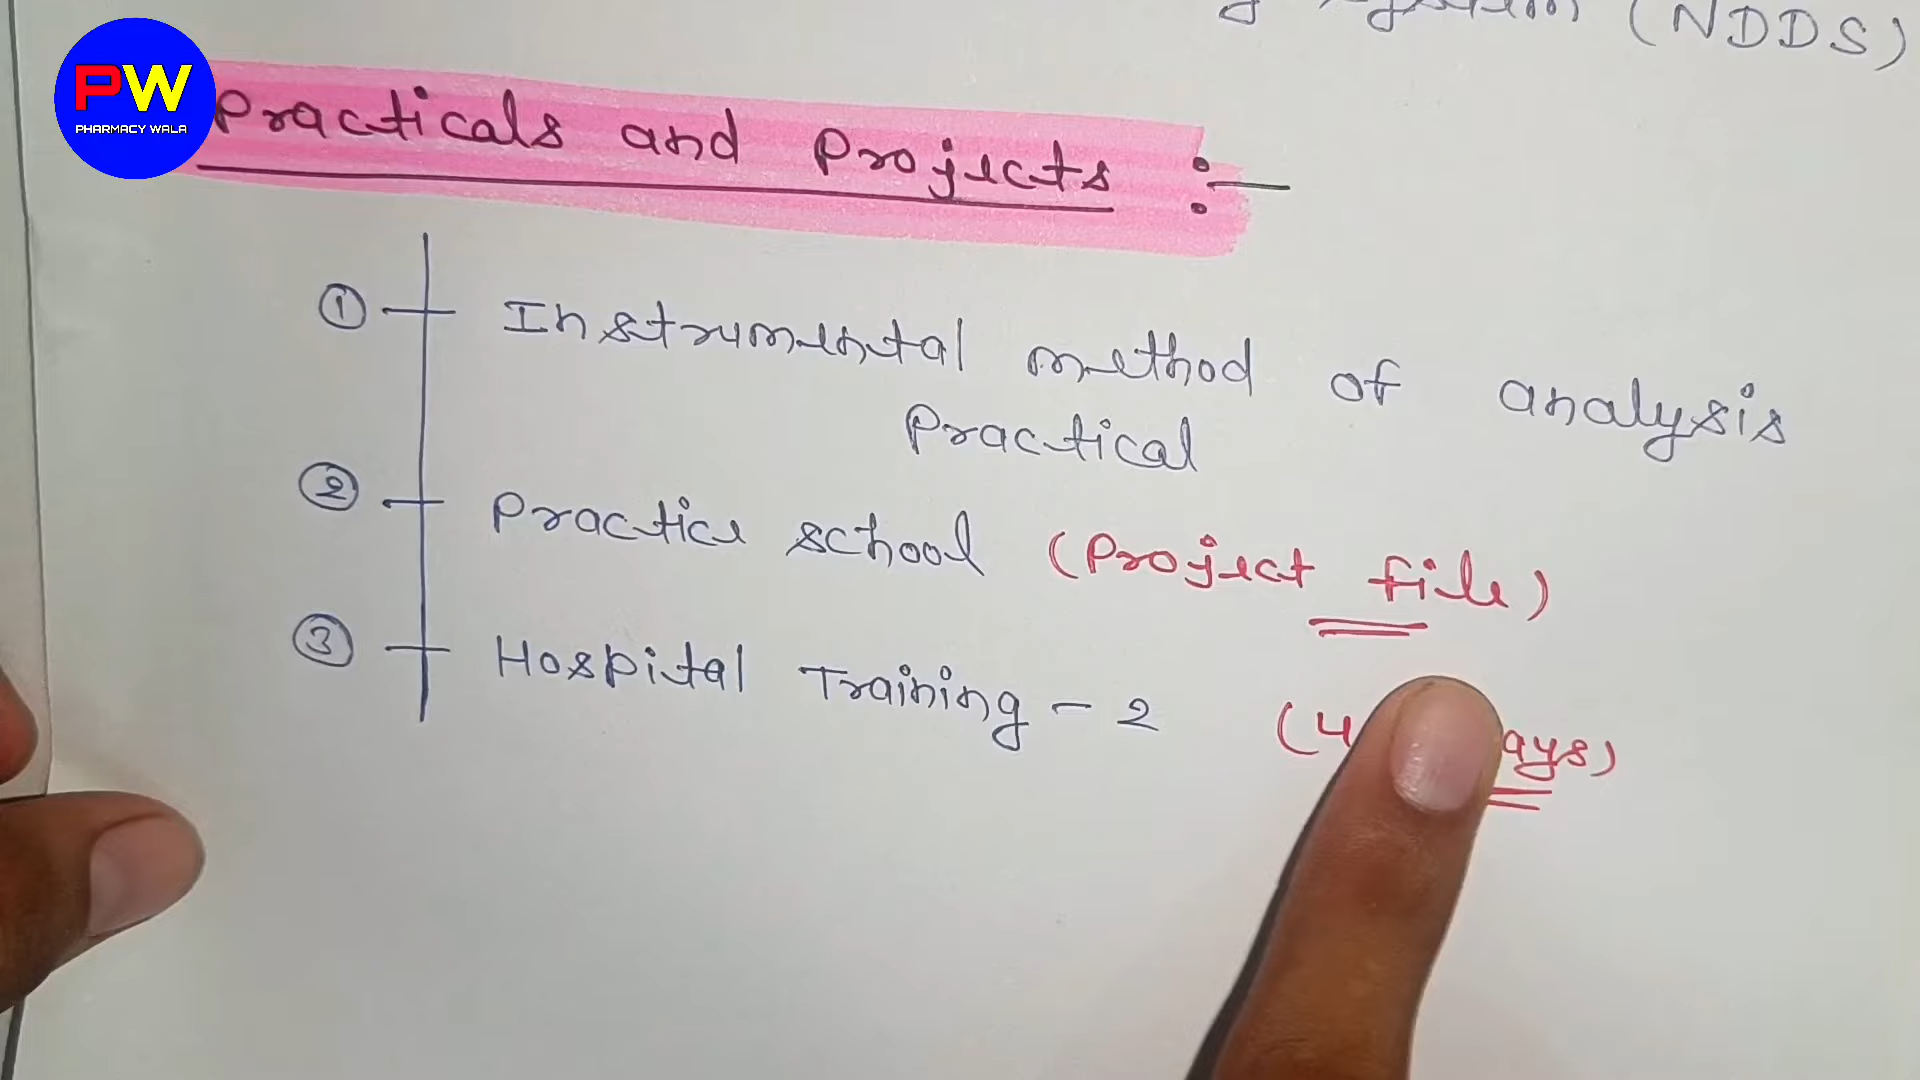 (NDDS)
PW
PHARMACY WALA
Practicals and Projects :-
① Instrumental method of analysis
Practical
② Practice school (Project file)
③ Hospital Training - 2 (4